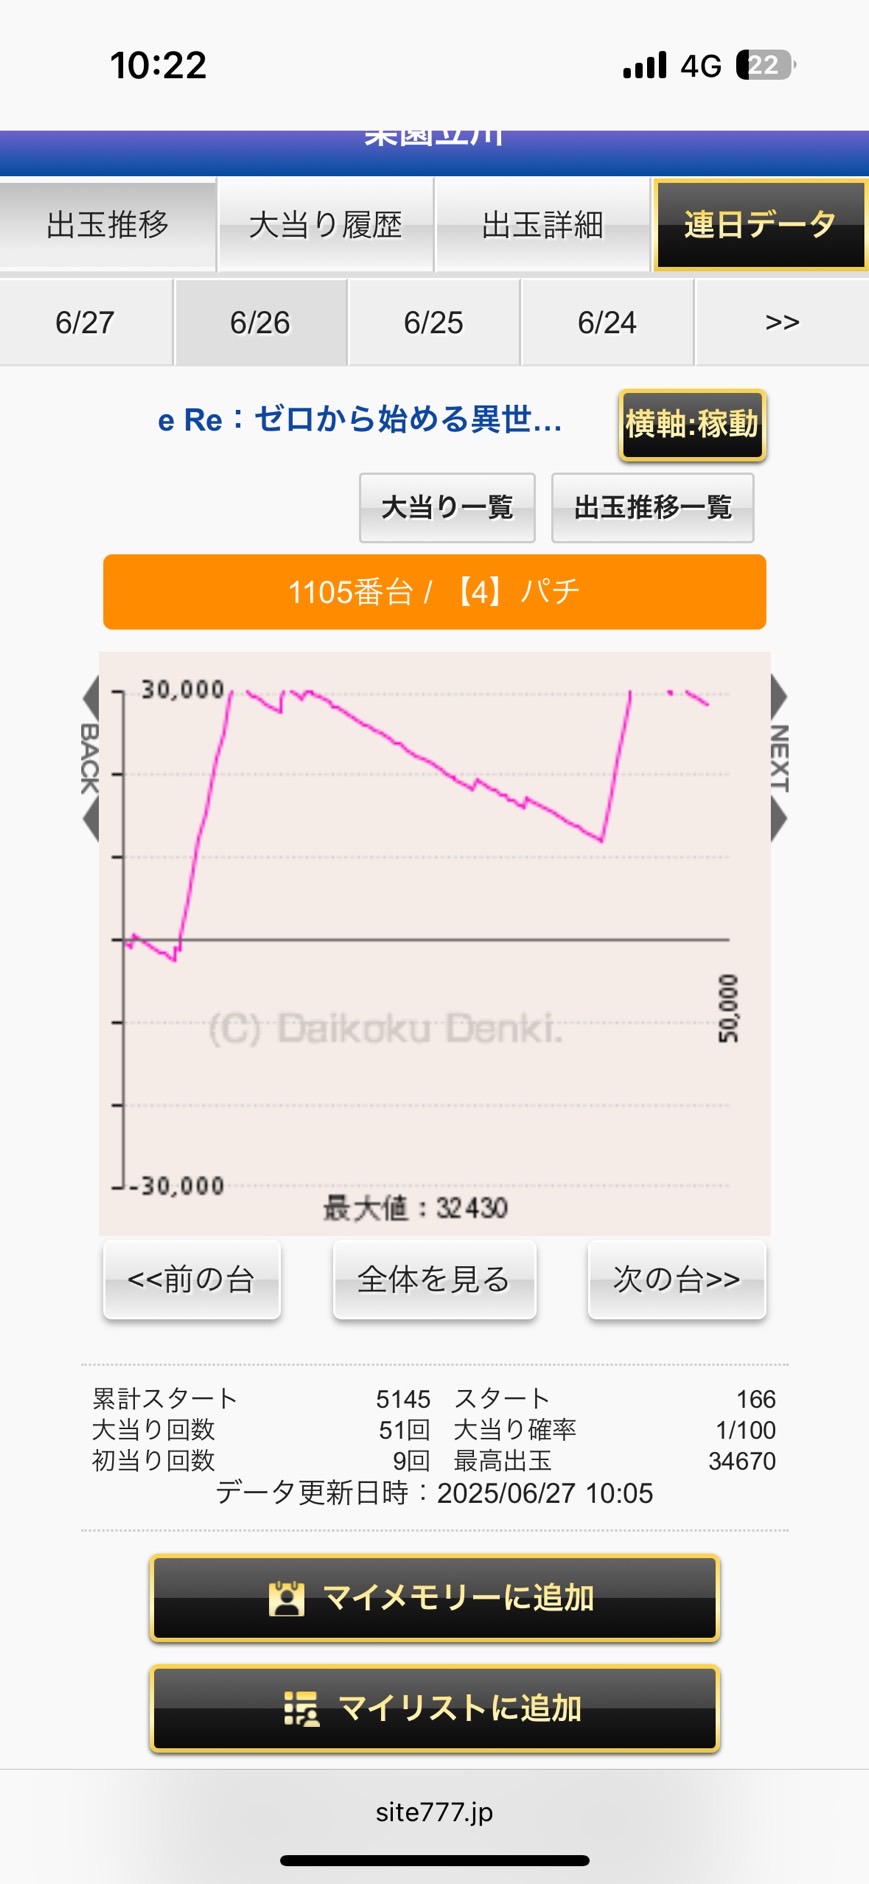 10:22 4G 22
楽園立川
出玉推移 大当り履歴 出玉詳細 連日データ
6/27 6/26 6/25 6/24 >>
e Re：ゼロから始める異世... 横軸:稼動
大当り一覧 出玉推移一覧
1105番台 / 【4】パチ
30,000
BACK
NEXT
50,000
(C) Daikoku Denki.
-30,000
最大値：32430
<<前の台 全体を見る 次の台>>
累計スタート 5145 スタート 166
大当り回数 51回 大当り確率 1/100
初当り回数 9回 最高出玉 34670
データ更新日時：2025/06/27 10:05
マイメモリーに追加
マイリストに追加
site777.jp